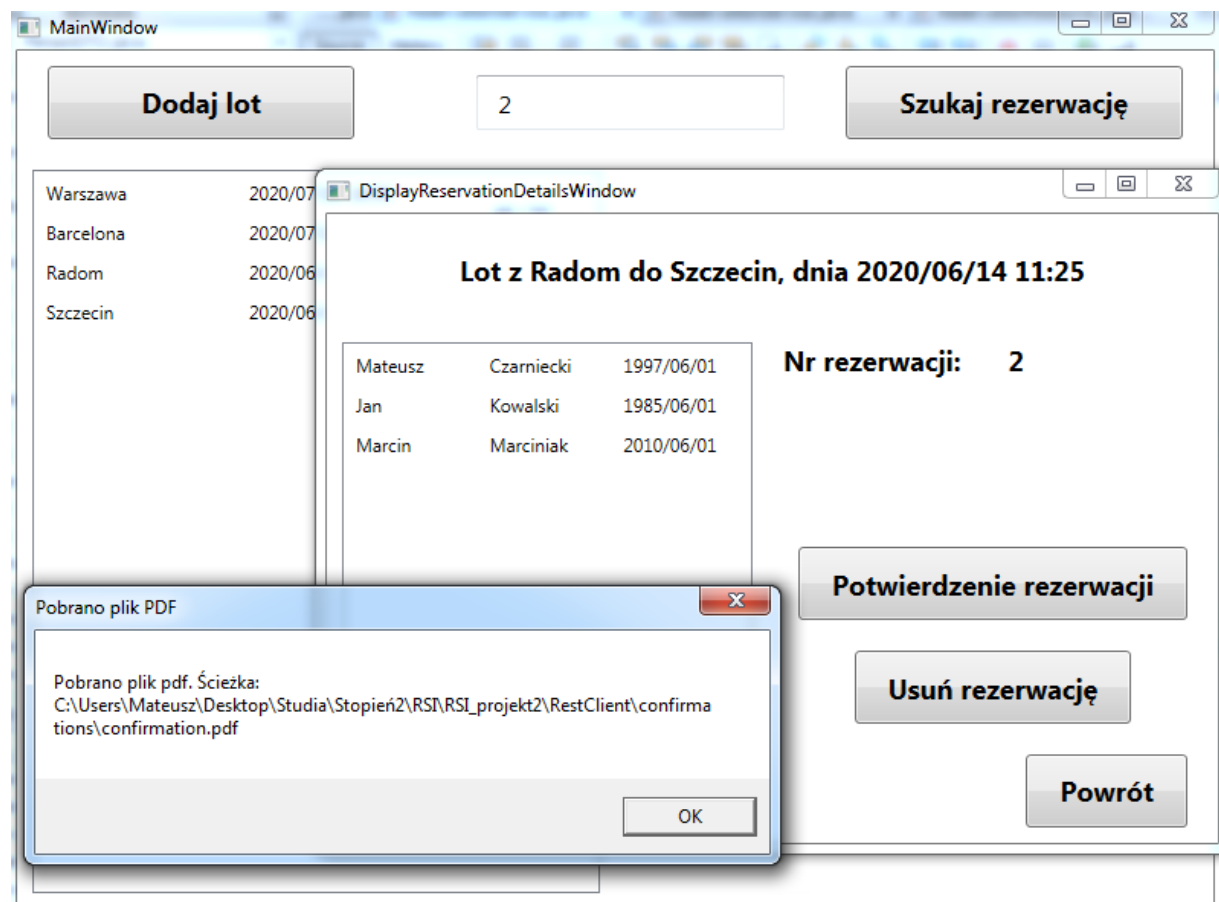 MainWindow
Dodaj lot 2 Szukaj rezerwację
Warszawa 2020/07
Barcelona 2020/07
Radom 2020/06
Szczecin 2020/06
DisplayReservationDetailsWindow
Lot z Radom do Szczecin, dnia 2020/06/14 11:25
Mateusz Czarniecki 1997/06/01
Jan Kowalski 1985/06/01
Marcin Marciniak 2010/06/01
Nr rezerwacji: 2
Potwierdzenie rezerwacji
Usuń rezerwację
Powrót
Pobrano plik PDF
Pobrano plik pdf. Ścieżka:
C:\Users\Mateusz\Desktop\Studia\Stopień2\RSI\RSI_projekt2\RestClient\confirma
tions\confirmation.pdf
OK